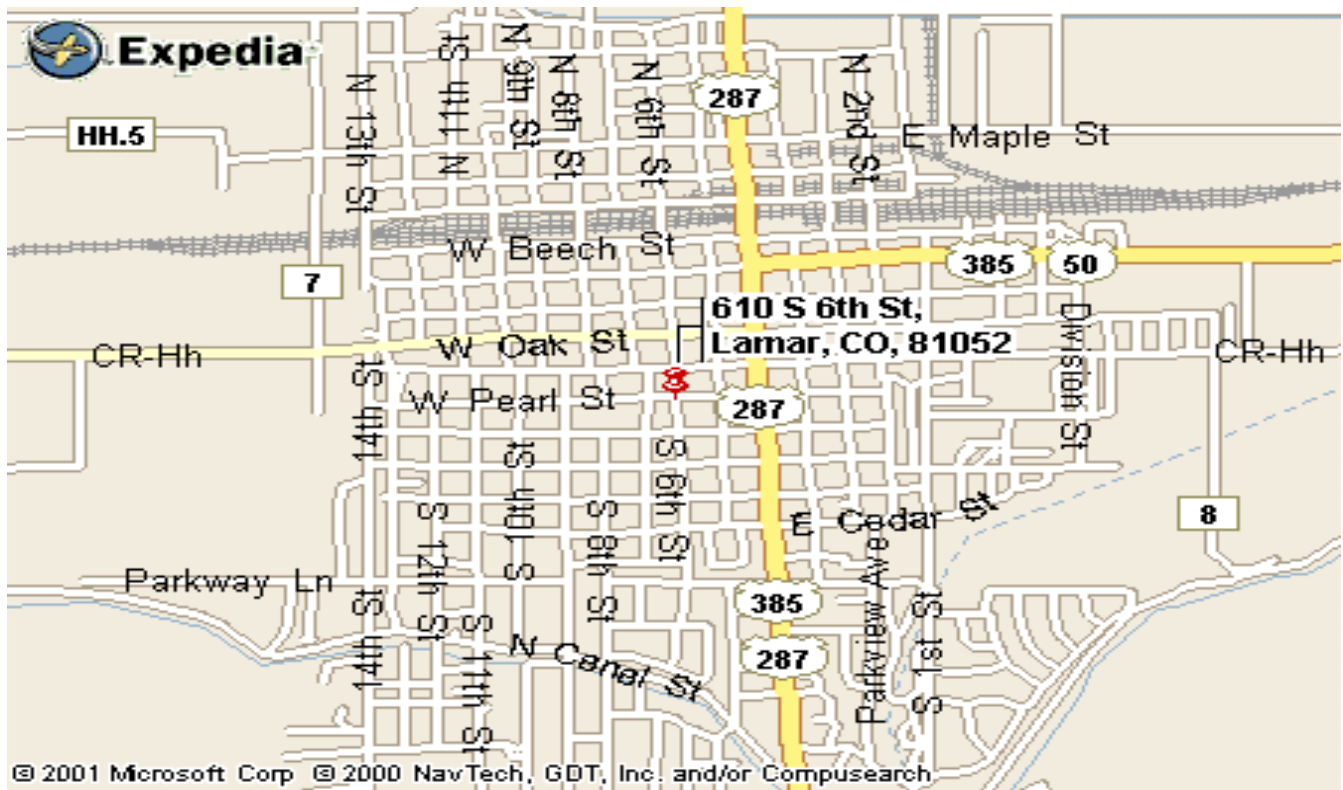 Expedia
N 13th St
N 11th St
N 9th St
N 8th St
N 6th St
287
N 2nd St
E Maple St
HH.5
W Beech St
7
385
50
610 S 6th St,
Lamar, CO, 81052
CR-Hh
W Oak St
CR-Hh
Division St
14th St
W Pearl St
287
S 10th St
S 6th St
S 12th St
S 8th St
E Cedar St
8
Parkway Ln
14th St
S 11th St
N Canal St
385
287
Parkview Ave
S 1st St
© 2001 Microsoft Corp © 2000 NavTech, GDT, Inc. and/or Compusearch